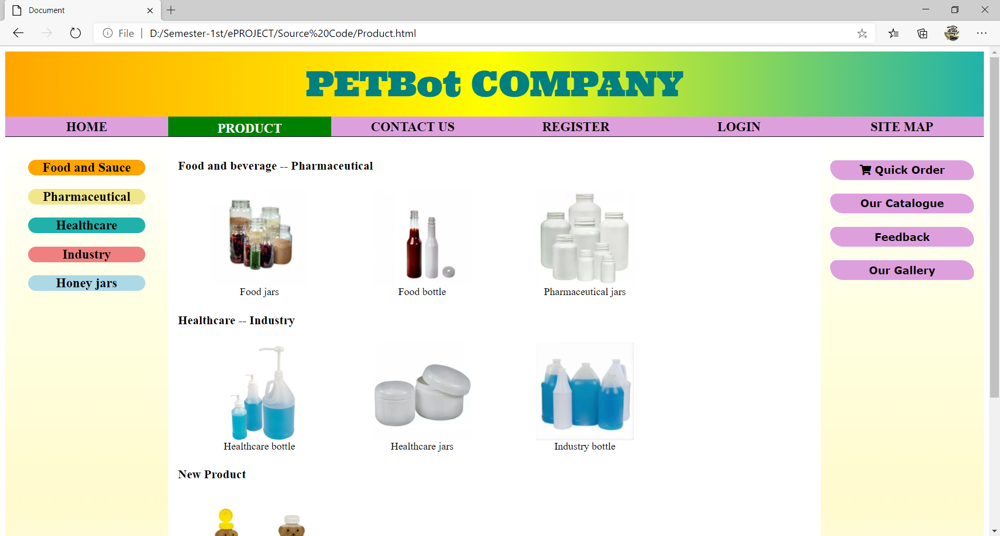 Document
File
D:/Semester-1st/ePROJECT/Source%20Code/Product.html
PETBot COMPANY
HOME
PRODUCT
CONTACT US
REGISTER
LOGIN
SITE MAP
Food and Sauce
Pharmaceutical
Healthcare
Industry
Honey jars
Food and beverage -- Pharmaceutical
Food jars
Food bottle
Pharmaceutical jars
Healthcare -- Industry
Healthcare bottle
Healthcare jars
Industry bottle
New Product
Quick Order
Our Catalogue
Feedback
Our Gallery